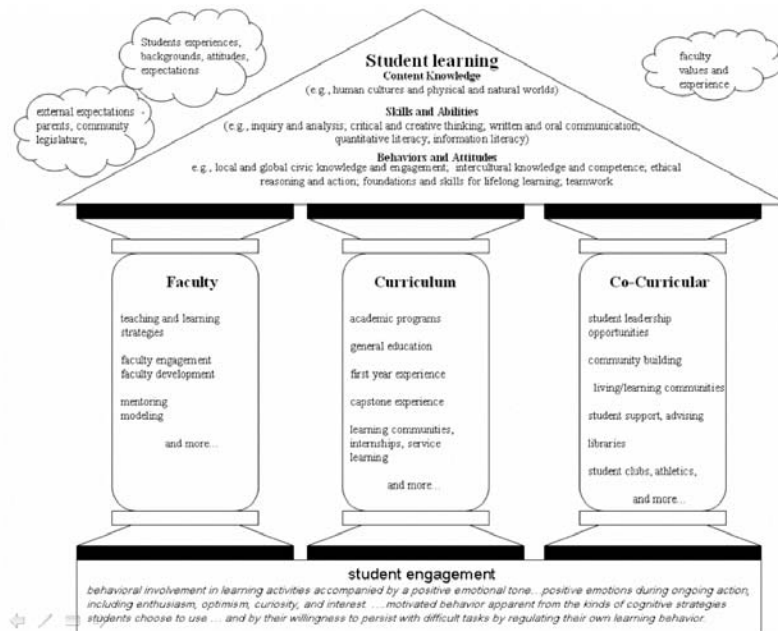 Students experiences,
backgrounds, attitudes,
expectations
external expectations
parents, community
legislature,
faculty
values and
experience
Student learning
Content Knowledge
(e.g., human cultures and physical and natural worlds)
Skills and Abilities
(e.g., inquiry and analysis; critical and creative thinking, written and oral communication;
quantitative literacy, information literacy)
Behaviors and Attitudes
e.g., local and global civic knowledge and engagement, intercultural knowledge and competence; ethical
reasoning and action; foundations and skills for lifelong learning, teamwork
Faculty
teaching and learning
strategies
faculty engagement
faculty development
mentoring
modeling
and more...
Curriculum
academic programs
general education
first year experience
capstone experience
learning communities,
internships, service
learning
and more...
Co-Curricular
student leadership
opportunities
community building
living/learning communities
student support, advising
libraries
student clubs, athletics,
and more...
student engagement
behavioral involvement in learning activities accompanied by a positive emotional tone...positive emotions during ongoing action,
including enthusiasm, optimism, curiosity, and interest. ...motivated behavior apparent from the kinds of cognitive strategies
students choose to use ... and by their willingness to persist with difficult tasks by regulating their own learning behavior.